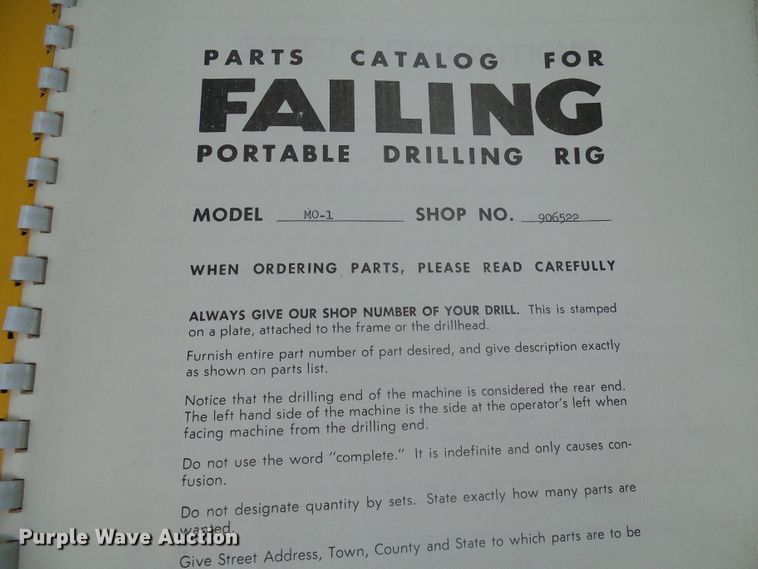 PARTS CATALOG FOR
FAILING
PORTABLE DRILLING RIG
MODEL MO-1 SHOP NO. 906522
WHEN ORDERING PARTS, PLEASE READ CAREFULLY
ALWAYS GIVE OUR SHOP NUMBER OF YOUR DRILL. This is stamped
on a plate, attached to the frame or the drillhead.
Furnish entire part number of part desired, and give description exactly
as shown on parts list.
Notice that the drilling end of the machine is considered the rear end.
The left hand side of the machine is the side at the operator's left when
facing machine from the drilling end.
Do not use the word "complete." It is indefinite and only causes con-
fusion.
Do not designate quantity by sets. State exactly how many parts are
wanted.
Give Street Address, Town, County and State to which parts are to be
Purple Wave Auction